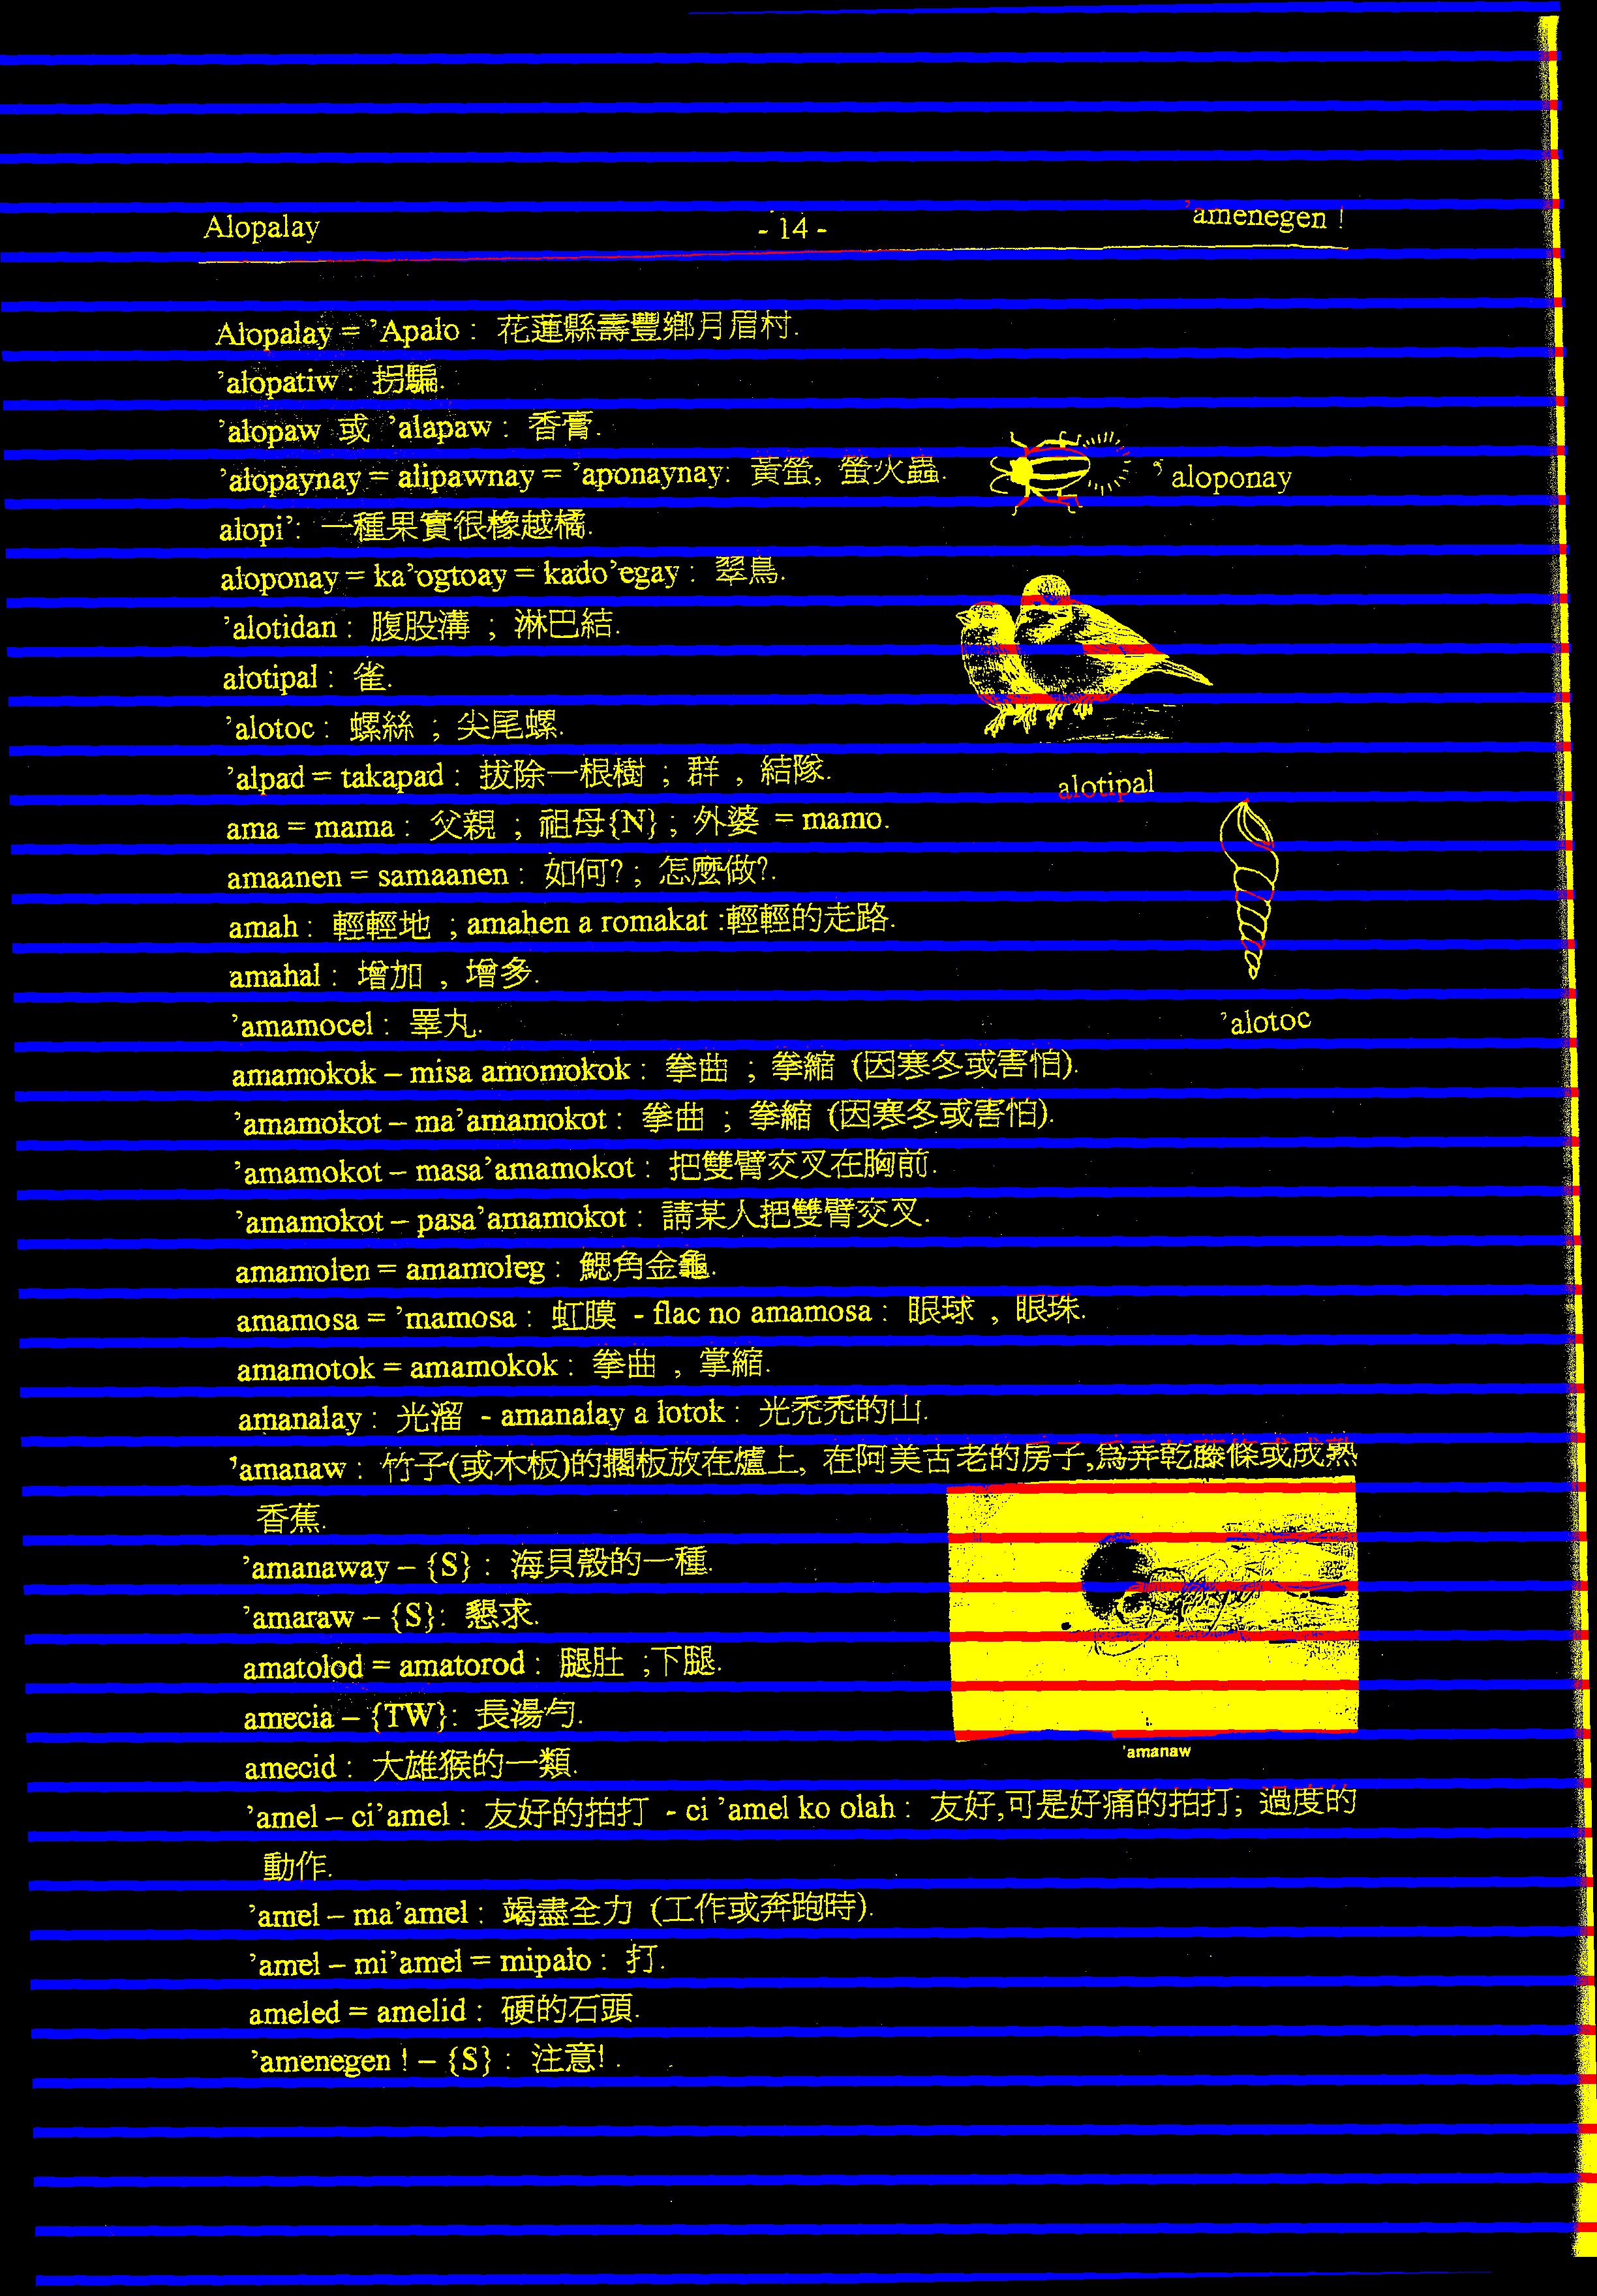 Alopalay - 14 - ’amenegen !
Alopalay = ’Apalo : 花蓮縣壽豐鄉月眉村.
’alopatiw : 拐騙.
’alopaw 或 ’alapaw : 香膏.
’alopaynay = alipawnay = ’aponaynay: 黃螢, 螢火蟲.
’aloponay
alopi’: 一種果實很橡越橘.
aloponay = ka’ogtoay = kado’egay : 翠鳥.
’alotidan : 腹股溝 ; 淋巴結.
alotipal : 雀.
’alotoc : 螺絲 ; 尖尾螺.
’alpad = takapad : 拔除一根樹 ; 群 , 結隊.
alotipal
ama = mama : 父親 ; 祖母{N} ; 外婆 = mamo.
amaanen = samaanen : 如何? ; 怎麼做?.
amah : 輕輕地 ; amahen a romakat :輕輕的走路.
amahal : 增加 , 增多.
’amamocel : 睪丸.
’alotoc
amamokok – misa amomokok : 拳曲 ; 拳縮 (因寒冬或害怕).
’amamokot – ma’amamokot : 拳曲 ; 拳縮 (因寒冬或害怕).
’amamokot – masa’amamokot : 把雙臂交叉在胸前.
’amamokot – pasa’amamokot : 請某人把雙臂交叉.
amamolen = amamoleg : 鰓角金龜.
amamosa = ’mamosa : 虹膜 - flac no amamosa : 眼球 , 眼珠.
amamotok = amamokok : 拳曲 , 掌縮.
amanalay : 光溜 - amanalay a lotok : 光禿禿的山.
’amanaw : 竹子(或木板)的擱板放在爐上, 在阿美古老的房子,為弄乾藤條或成熟
香蕉.
’amanaway – {S} : 海貝殼的一種.
’amaraw – {S}: 懇求.
amatolod = amatorod : 腿肚 ;下腿.
amecia – {TW}: 長湯勺.
’amanaw
amecid : 大雄猴的一類.
’amel – ci’amel : 友好的拍打 - ci ’amel ko olah : 友好,可是好痛的拍打; 過度的
動作.
’amel – ma’amel : 竭盡全力 (工作或奔跑時).
’amel – mi’amel = mipalo : 打.
ameled = amelid : 硬的石頭.
’amenegen ! – {S} : 注意! .